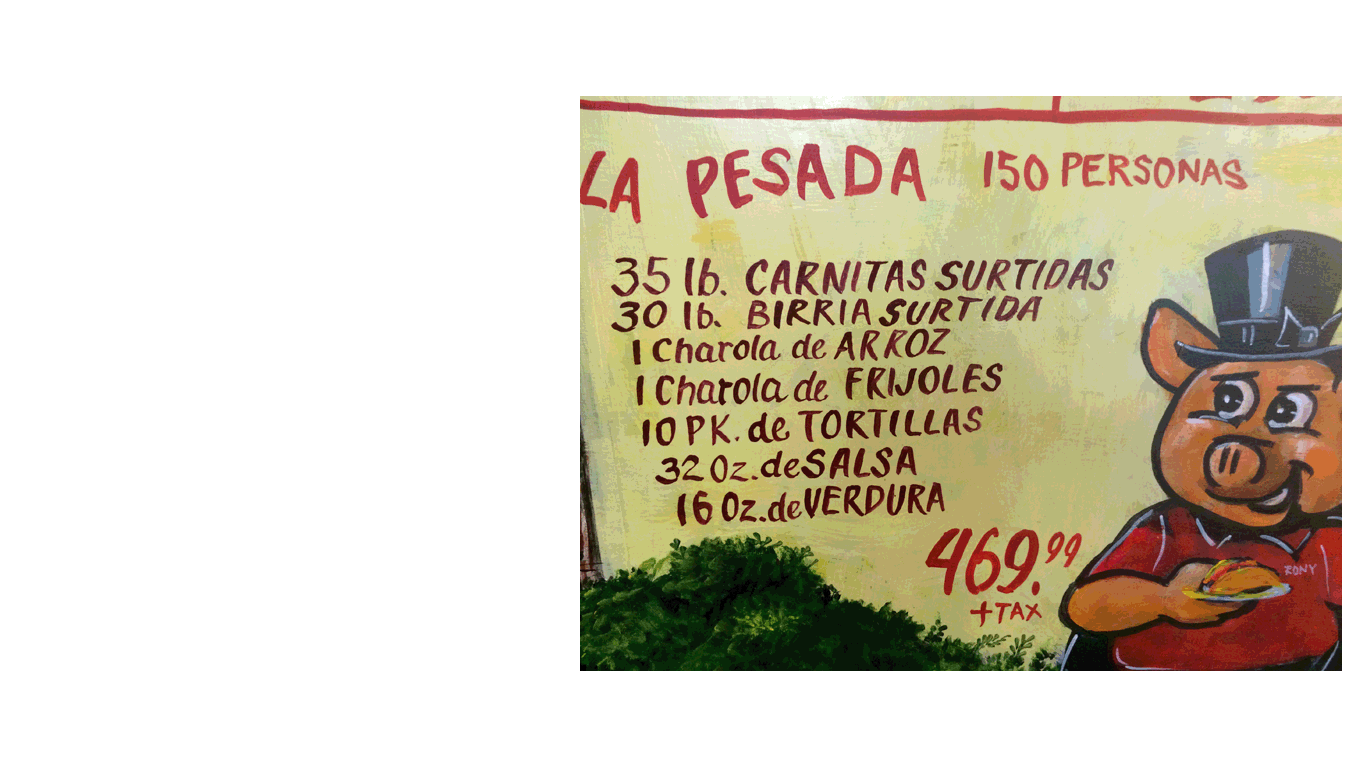 LA PESADA 150 PERSONAS
35 lb. CARNITAS SURTIDAS
30 lb. BIRRIA SURTIDA
1 Charola de ARROZ
1 Charola de FRIJOLES
10 PK. de TORTILLAS
32 Oz. de SALSA
16 Oz. de VERDURA
469.99
+TAX
RONY